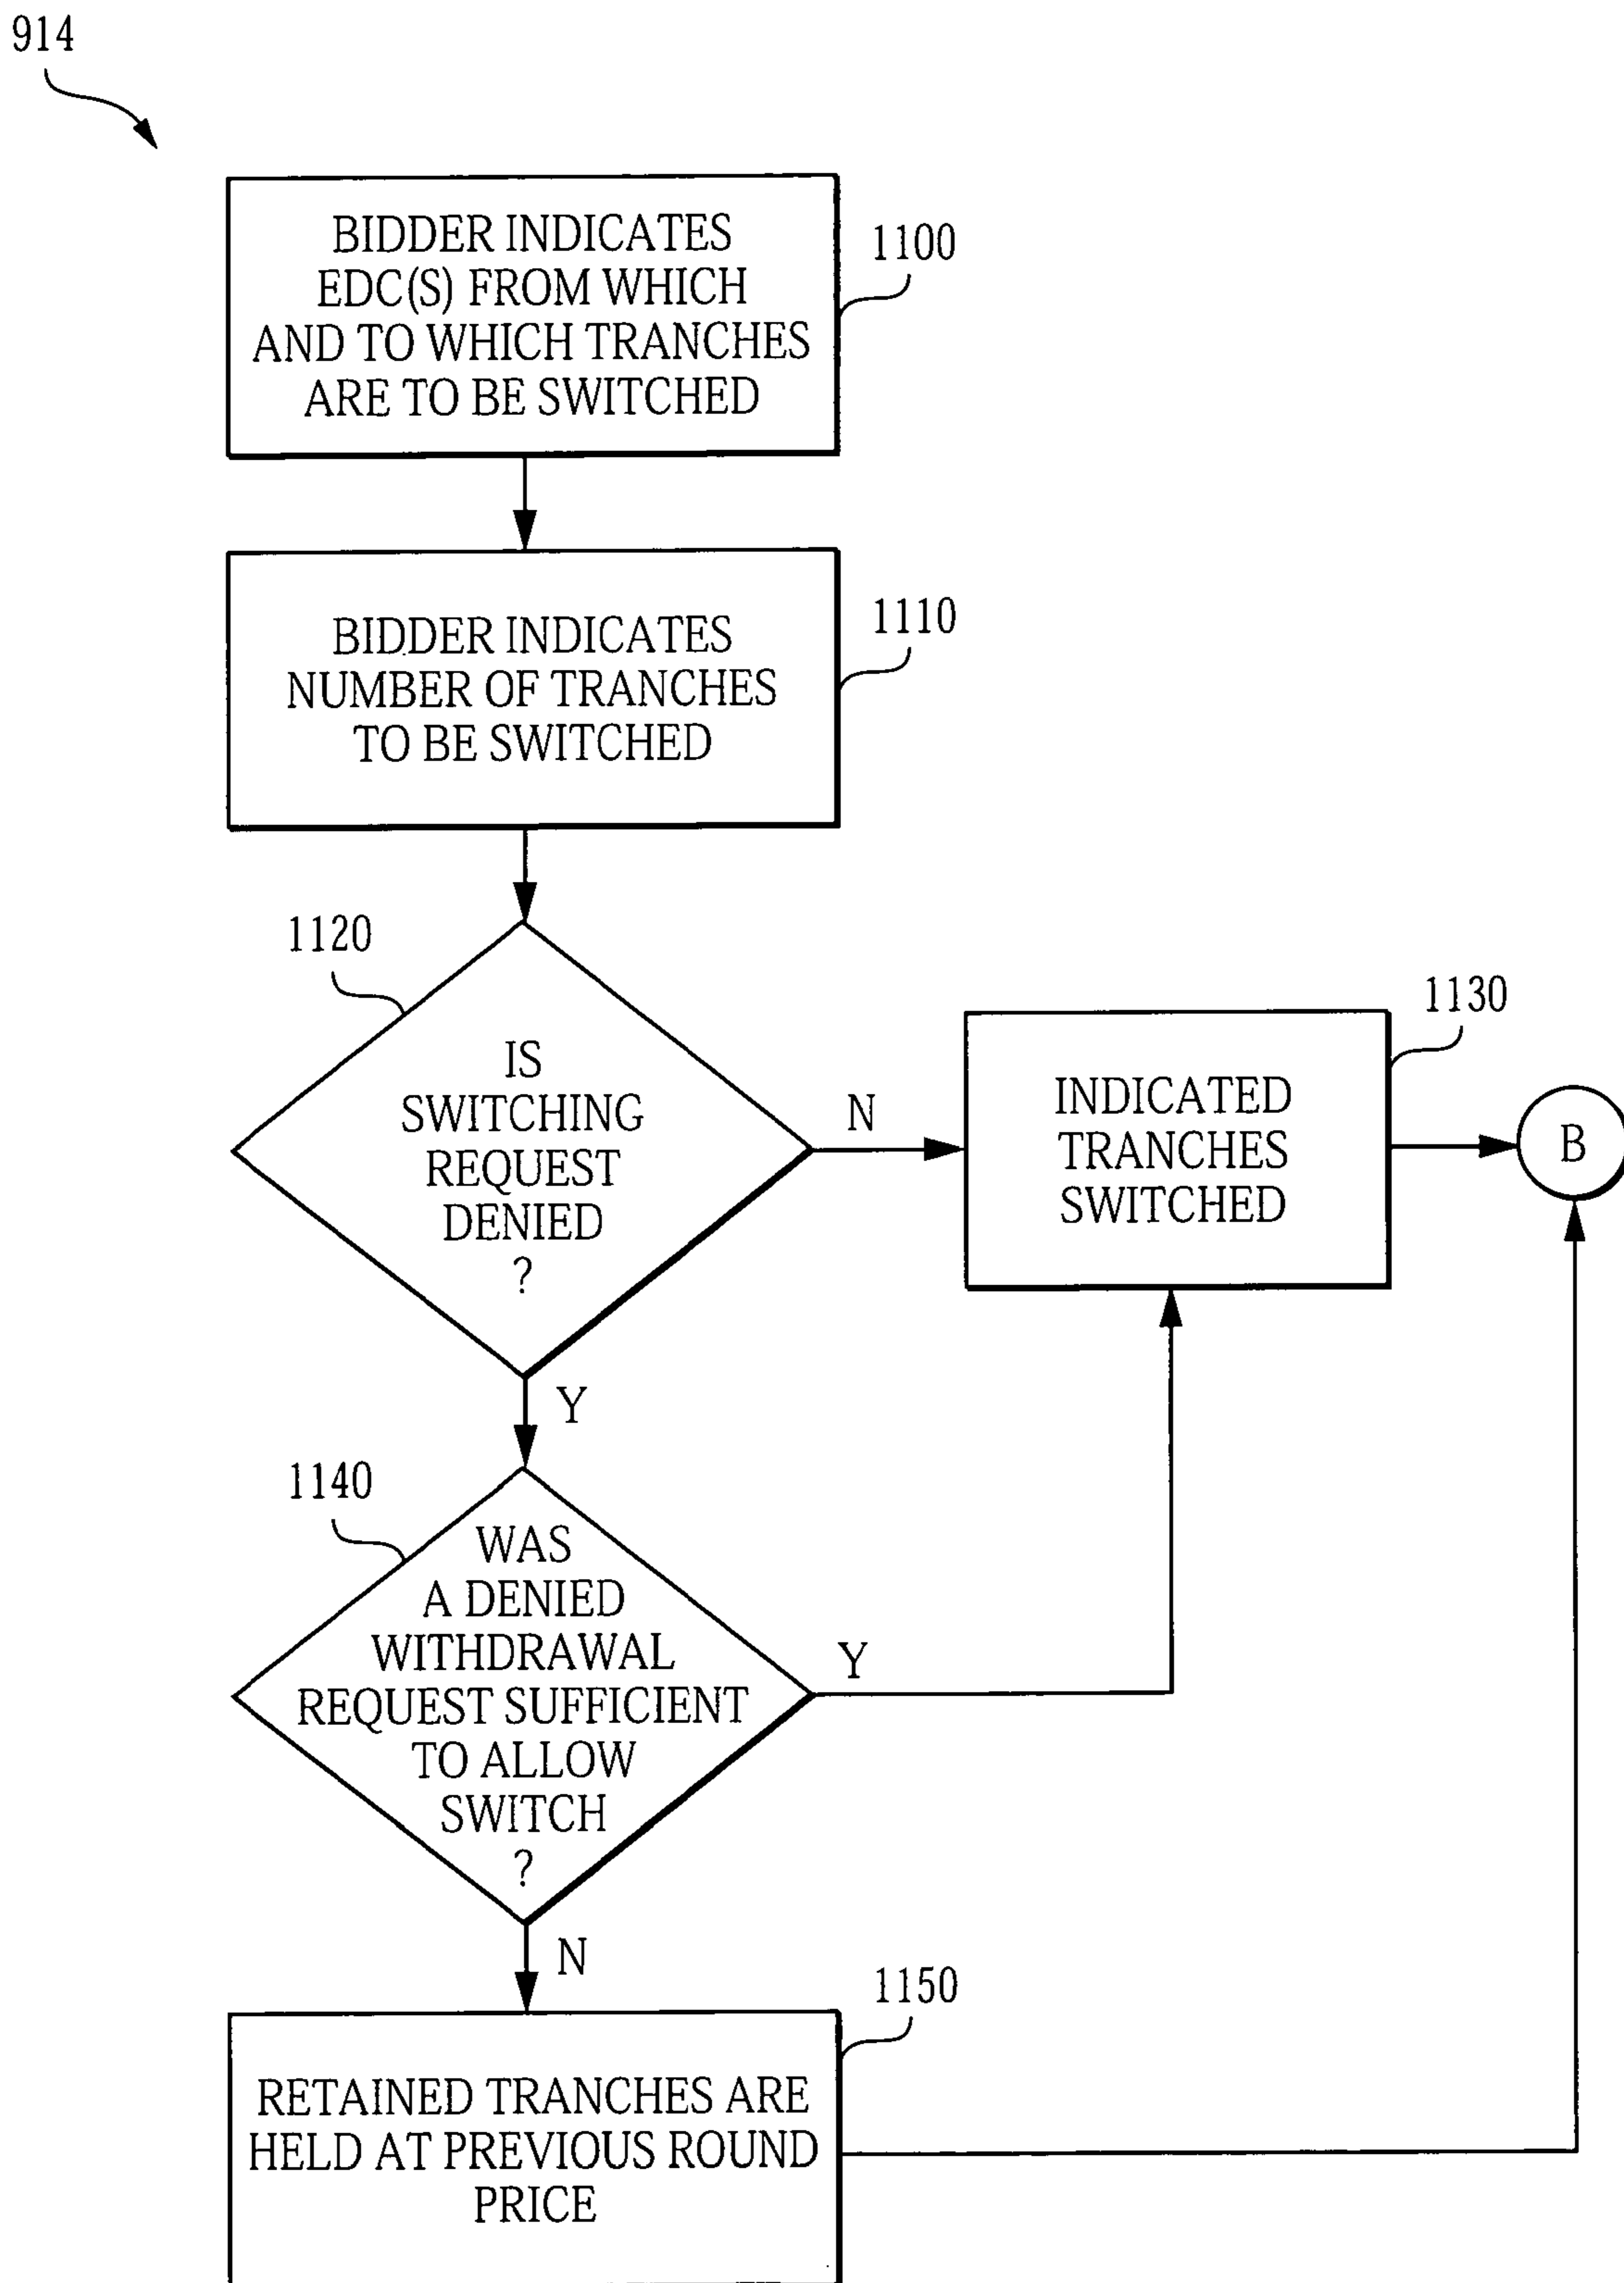 914
BIDDER INDICATES
EDC(S) FROM WHICH
AND TO WHICH TRANCHES
ARE TO BE SWITCHED
1100
BIDDER INDICATES
NUMBER OF TRANCHES
TO BE SWITCHED
1110
1120
IS
SWITCHING
REQUEST
DENIED
?
N
Y
INDICATED
TRANCHES
SWITCHED
1130
B
1140
WAS
A DENIED
WITHDRAWAL
REQUEST SUFFICIENT
TO ALLOW
SWITCH
?
Y
N
1150
RETAINED TRANCHES ARE
HELD AT PREVIOUS ROUND
PRICE